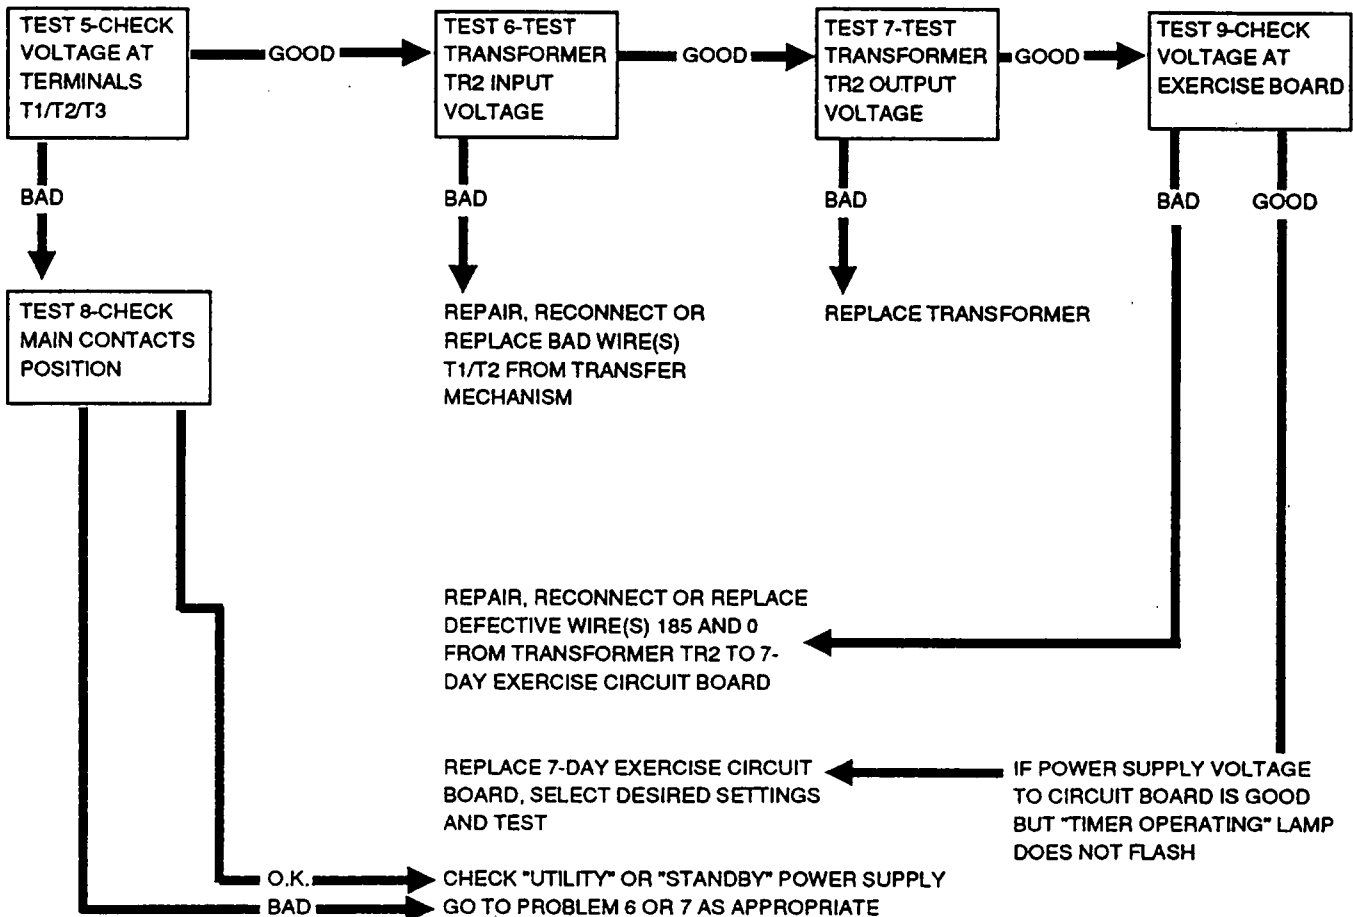 TEST 5-CHECK
VOLTAGE AT
TERMINALS
T1/T2/T3
GOOD
TEST 6-TEST
TRANSFORMER
TR2 INPUT
VOLTAGE
GOOD
TEST 7-TEST
TRANSFORMER
TR2 OUTPUT
VOLTAGE
GOOD
TEST 9-CHECK
VOLTAGE AT
EXERCISE BOARD
BAD
BAD
BAD
BAD
GOOD
TEST 8-CHECK
MAIN CONTACTS
POSITION
REPAIR, RECONNECT OR
REPLACE BAD WIRE(S)
T1/T2 FROM TRANSFER
MECHANISM
REPLACE TRANSFORMER
REPAIR, RECONNECT OR REPLACE
DEFECTIVE WIRE(S) 185 AND 0
FROM TRANSFORMER TR2 TO 7-
DAY EXERCISE CIRCUIT BOARD
REPLACE 7-DAY EXERCISE CIRCUIT
BOARD, SELECT DESIRED SETTINGS
AND TEST
IF POWER SUPPLY VOLTAGE
TO CIRCUIT BOARD IS GOOD
BUT "TIMER OPERATING" LAMP
DOES NOT FLASH
O.K.
CHECK "UTILITY" OR "STANDBY" POWER SUPPLY
BAD
GO TO PROBLEM 6 OR 7 AS APPROPRIATE